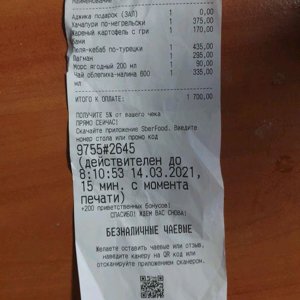 Наименование
Аджика подарок (ЗАЛ) 1 0,00
Хачапури по-мегрельски 1 375,00
Жареный картофель с гри 1 170,00
бами
Люля-кебаб по-турецки 1 435,00
Лагман 1 295,00
Морс ягодный 200 мл 1 90,00
Чай облепиха-малина 600 1 335,00
мл
ИТОГО К ОПЛАТЕ: 1 700,00
ПОЛУЧИТЕ 5% от вашего чека
ПРЯМО СЕЙЧАС!
Скачайте приложение SberFood. Введите
номер стола или промо код
9755#2645
(действителен до
8:10:53 14.03.2021,
15 мин. с момента
печати)
+200 приветственных бонусов!
СПАСИБО! ЖДЕМ ВАС СНОВА!
БЕЗНАЛИЧНЫЕ ЧАЕВЫЕ
Желаете оставить чаевые или отзыв,
наведите камеру на QR код или
отсканируйте приложением сканером.